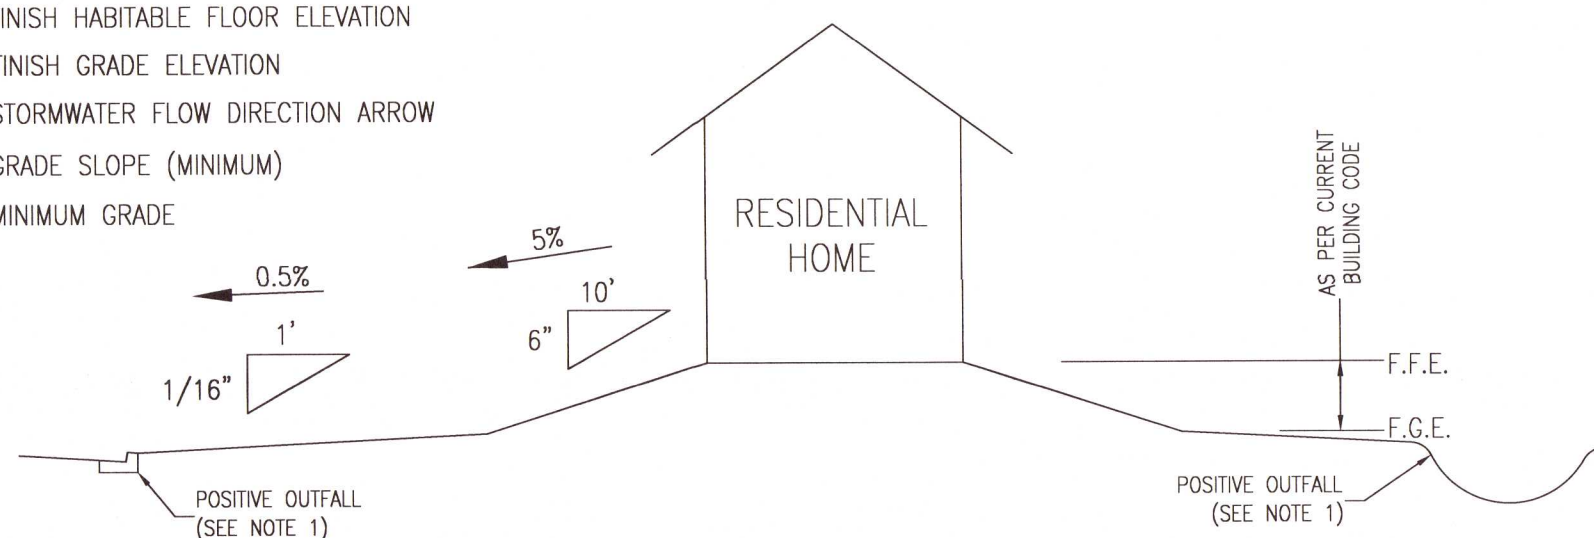 FINISH HABITABLE FLOOR ELEVATION
FINISH GRADE ELEVATION
STORMWATER FLOW DIRECTION ARROW
GRADE SLOPE (MINIMUM)
MINIMUM GRADE
RESIDENTIAL
HOME
5%
0.5%
10'
6"
1'
1/16"
AS PER CURRENT
BUILDING CODE
F.F.E.
F.G.E.
POSITIVE OUTFALL
(SEE NOTE 1)
POSITIVE OUTFALL
(SEE NOTE 1)